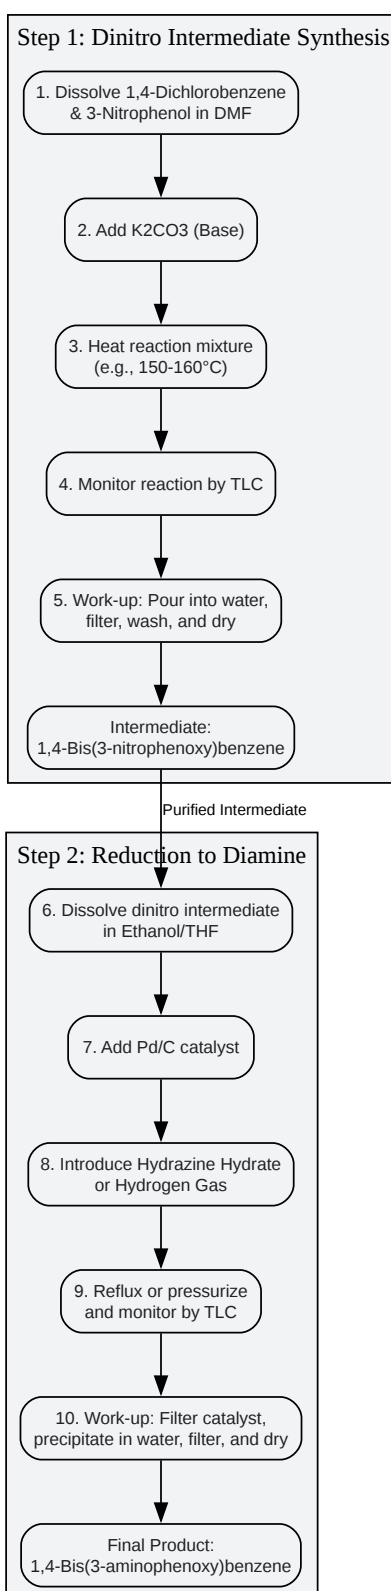 Step 1: Dinitro Intermediate Synthesis
1. Dissolve 1,4-Dichlorobenzene
& 3-Nitrophenol in DMF
2. Add K2CO3 (Base)
3. Heat reaction mixture
(e.g., 150-160°C)
4. Monitor reaction by TLC
5. Work-up: Pour into water,
filter, wash, and dry
Intermediate:
1,4-Bis(3-nitrophenoxy)benzene
Purified Intermediate
Step 2: Reduction to Diamine
6. Dissolve dinitro intermediate
in Ethanol/THF
7. Add Pd/C catalyst
8. Introduce Hydrazine Hydrate
or Hydrogen Gas
9. Reflux or pressurize
and monitor by TLC
10. Work-up: Filter catalyst,
precipitate in water, filter, and dry
Final Product:
1,4-Bis(3-aminophenoxy)benzene